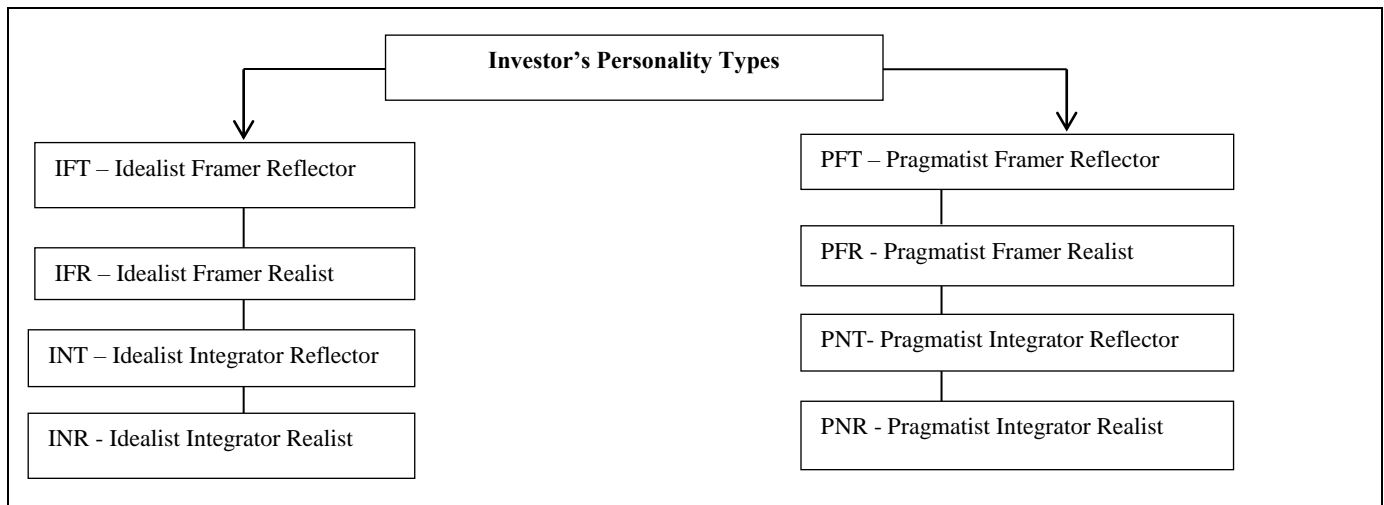 Investor’s Personality Types
IFT – Idealist Framer Reflector
IFR – Idealist Framer Realist
INT – Idealist Integrator Reflector
INR - Idealist Integrator Realist
PFT – Pragmatist Framer Reflector
PFR - Pragmatist Framer Realist
PNT- Pragmatist Integrator Reflector
PNR - Pragmatist Integrator Realist